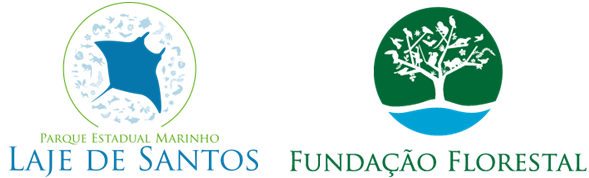 Parque Estadual Marinho
Laje de Santos
Fundação Florestal